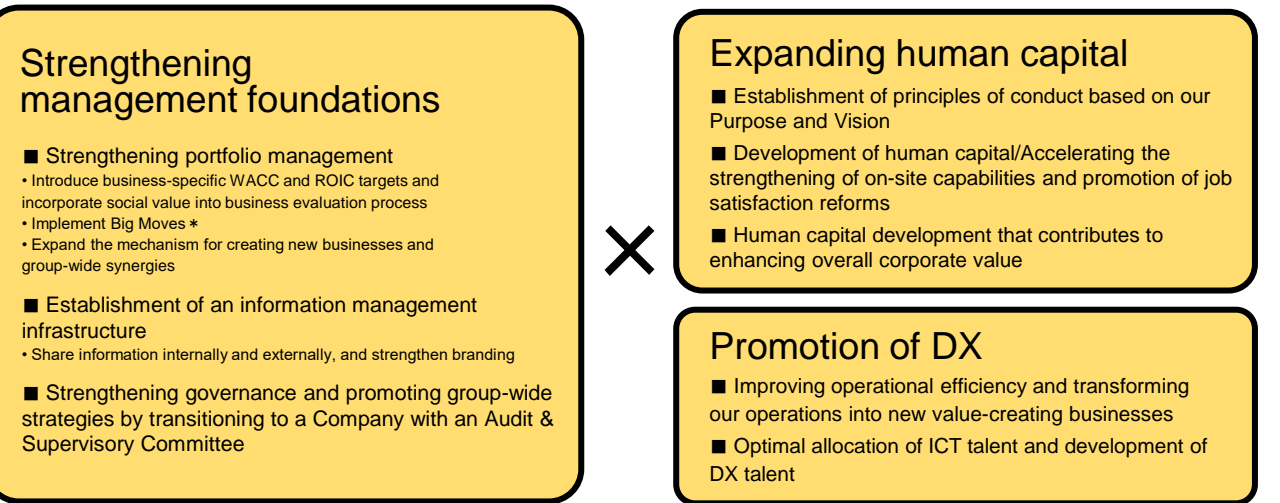 Strengthening
management foundations
■ Strengthening portfolio management
• Introduce business-specific WACC and ROIC targets and
incorporate social value into business evaluation process
• Implement Big Moves＊
• Expand the mechanism for creating new businesses and
group-wide synergies
■ Establishment of an information management
infrastructure
• Share information internally and externally, and strengthen branding
■ Strengthening governance and promoting group-wide
strategies by transitioning to a Company with an Audit &
Supervisory Committee
×
Expanding human capital
■ Establishment of principles of conduct based on our
Purpose and Vision
■ Development of human capital/Accelerating the
strengthening of on-site capabilities and promotion of job
satisfaction reforms
■ Human capital development that contributes to
enhancing overall corporate value
Promotion of DX
■ Improving operational efficiency and transforming
our operations into new value-creating businesses
■ Optimal allocation of ICT talent and development of
DX talent